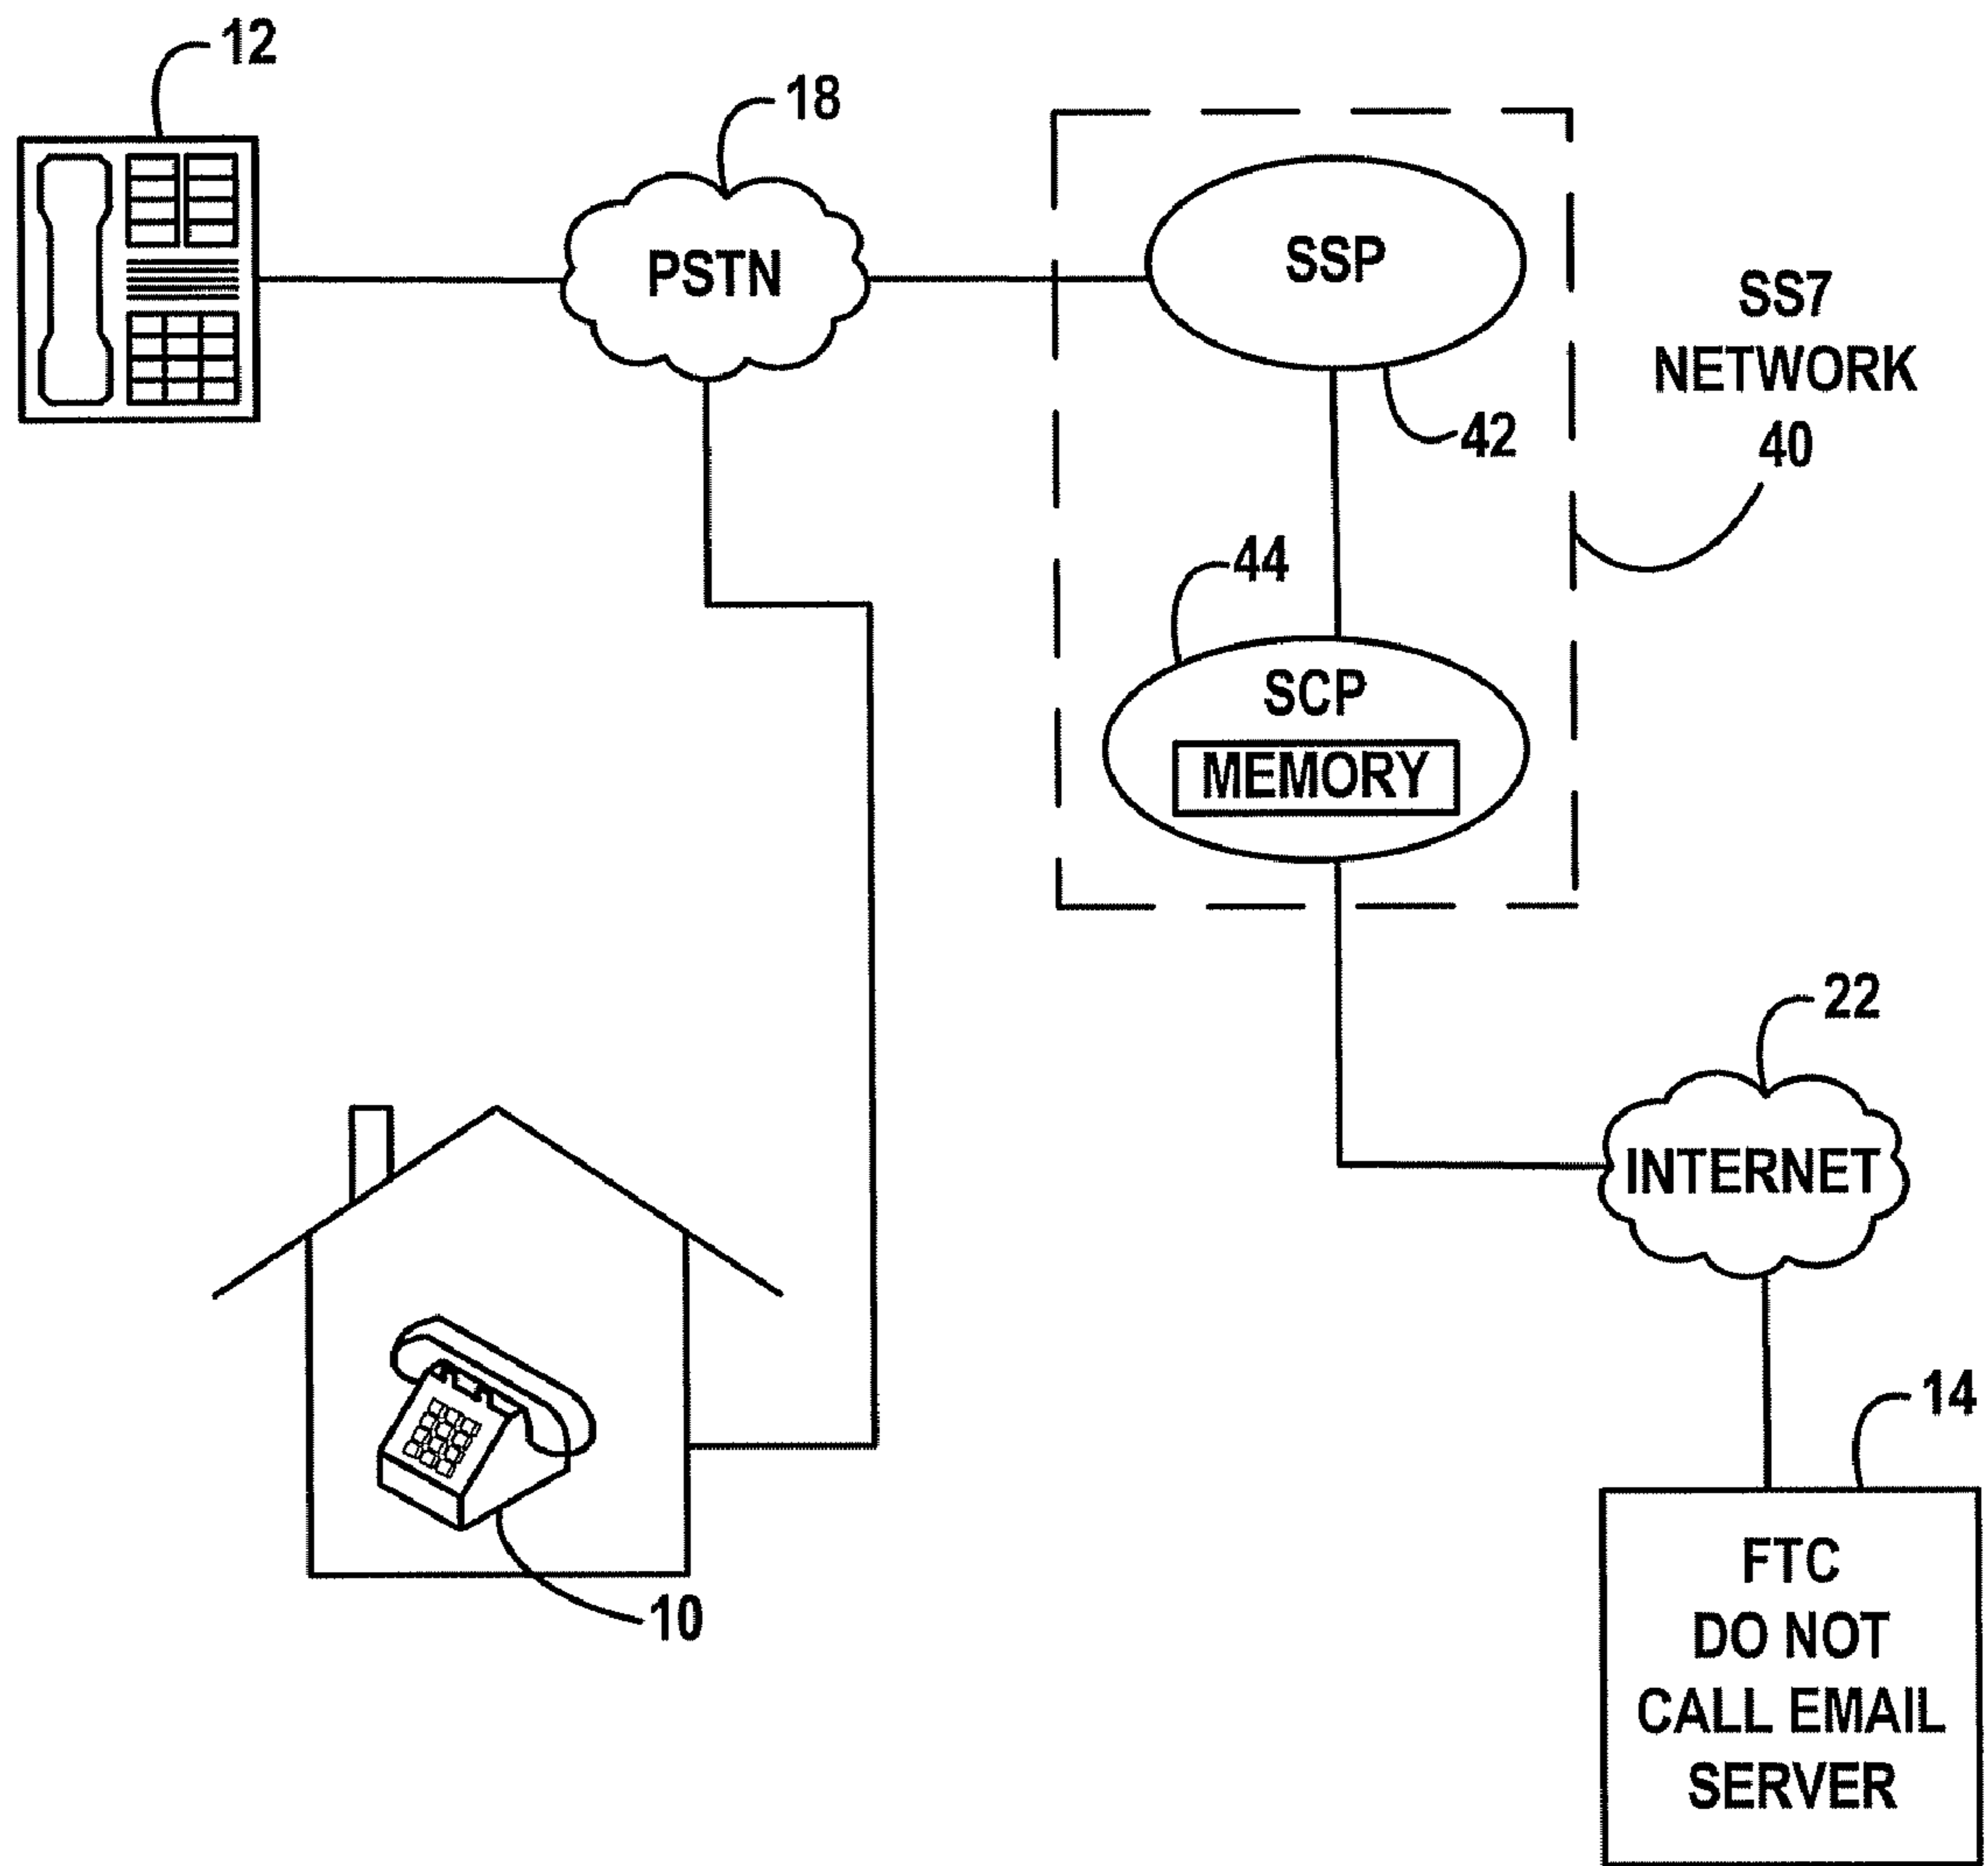 12
18
PSTN
SSP
SS7
NETWORK
40
42
44
SCP
MEMORY
22
INTERNET
14
10
FTC
DO NOT
CALL EMAIL
SERVER